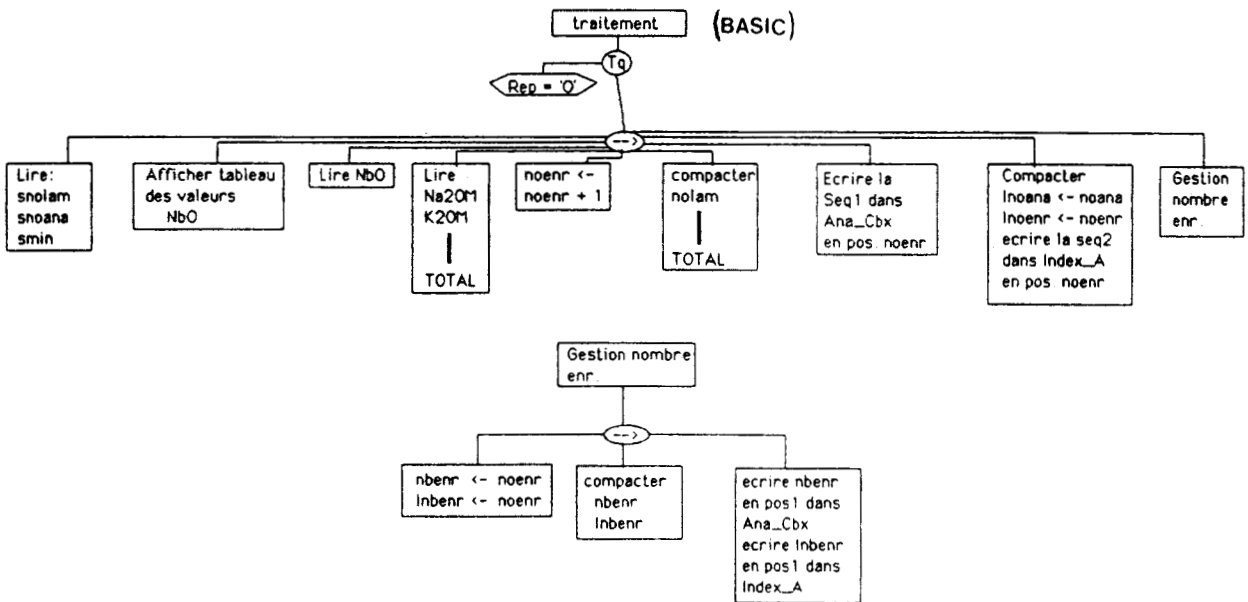 traitement
(BASIC)
Tq
Rep = 'O'
-->
Lire:
snolam
snoana
smin
Afficher tableau
des valeurs
NbO
Lire NbO
Lire
Na2OM
K2OM
TOTAL
noenr <-
noenr + 1
compacter
nolam
TOTAL
Ecrire la
Seq1 dans
Ana_Cbx
en pos. noenr
Compacter
Inoana <- noana
Inoenr <- noenr
ecrire la seq2
dans Index_A
en pos. noenr
Gestion
nombre
enr.
Gestion nombre
enr.
-->
nbenr <- noenr
Inbenr <- noenr
compacter
nbenr
Inbenr
ecrire nbenr
en pos1 dans
Ana_Cbx
ecrire Inbenr
en pos1 dans
Index_A